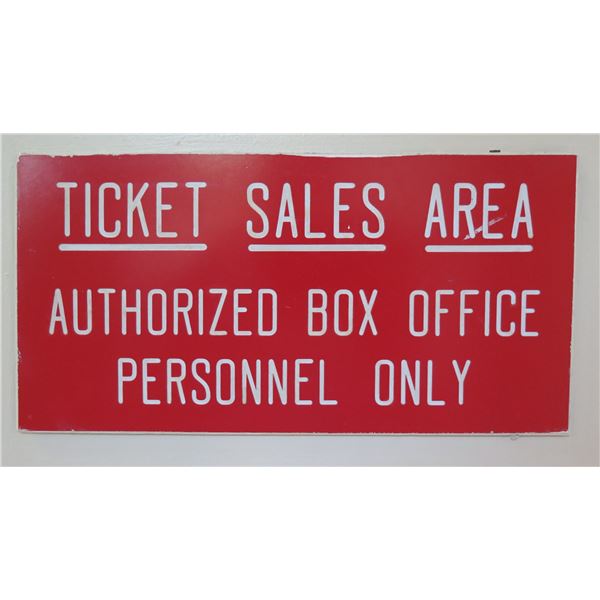 TICKET SALES AREA
AUTHORIZED BOX OFFICE
PERSONNEL ONLY